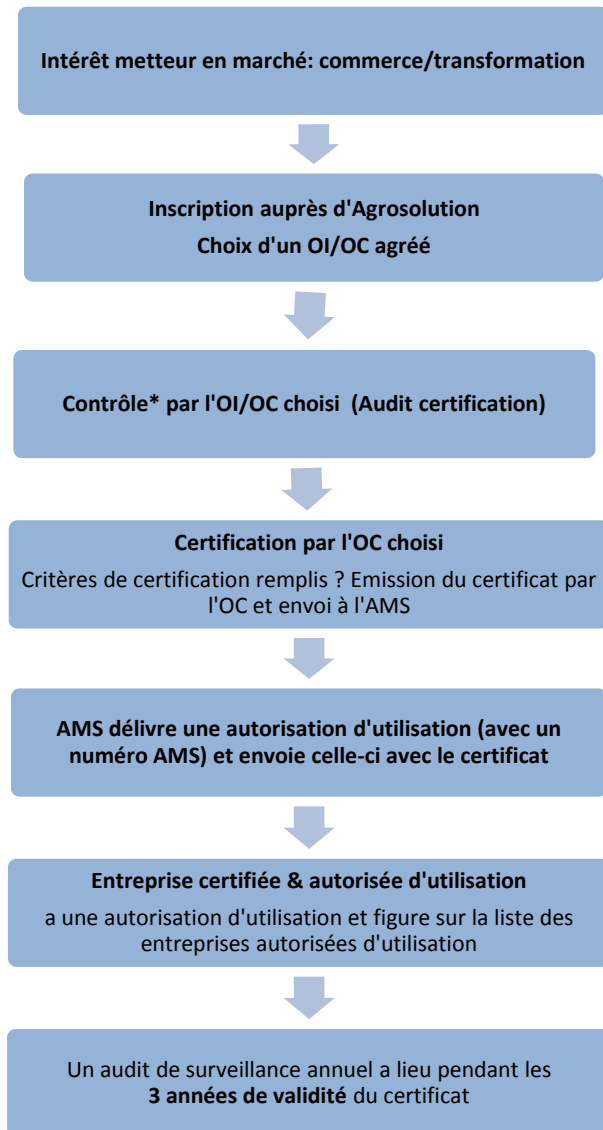 Intérêt metteur en marché: commerce/transformation
Inscription auprès d'Agrosolution
Choix d'un OI/OC agréé
Contrôle* par l'OI/OC choisi (Audit certification)
Certification par l'OC choisi
Critères de certification remplis ? Emission du certificat par
l'OC et envoi à l'AMS
AMS délivre une autorisation d'utilisation (avec un
numéro AMS) et envoie celle-ci avec le certificat
Entreprise certifiée & autorisée d'utilisation
a une autorisation d'utilisation et figure sur la liste des
entreprises autorisées d'utilisation
Un audit de surveillance annuel a lieu pendant les
3 années de validité du certificat